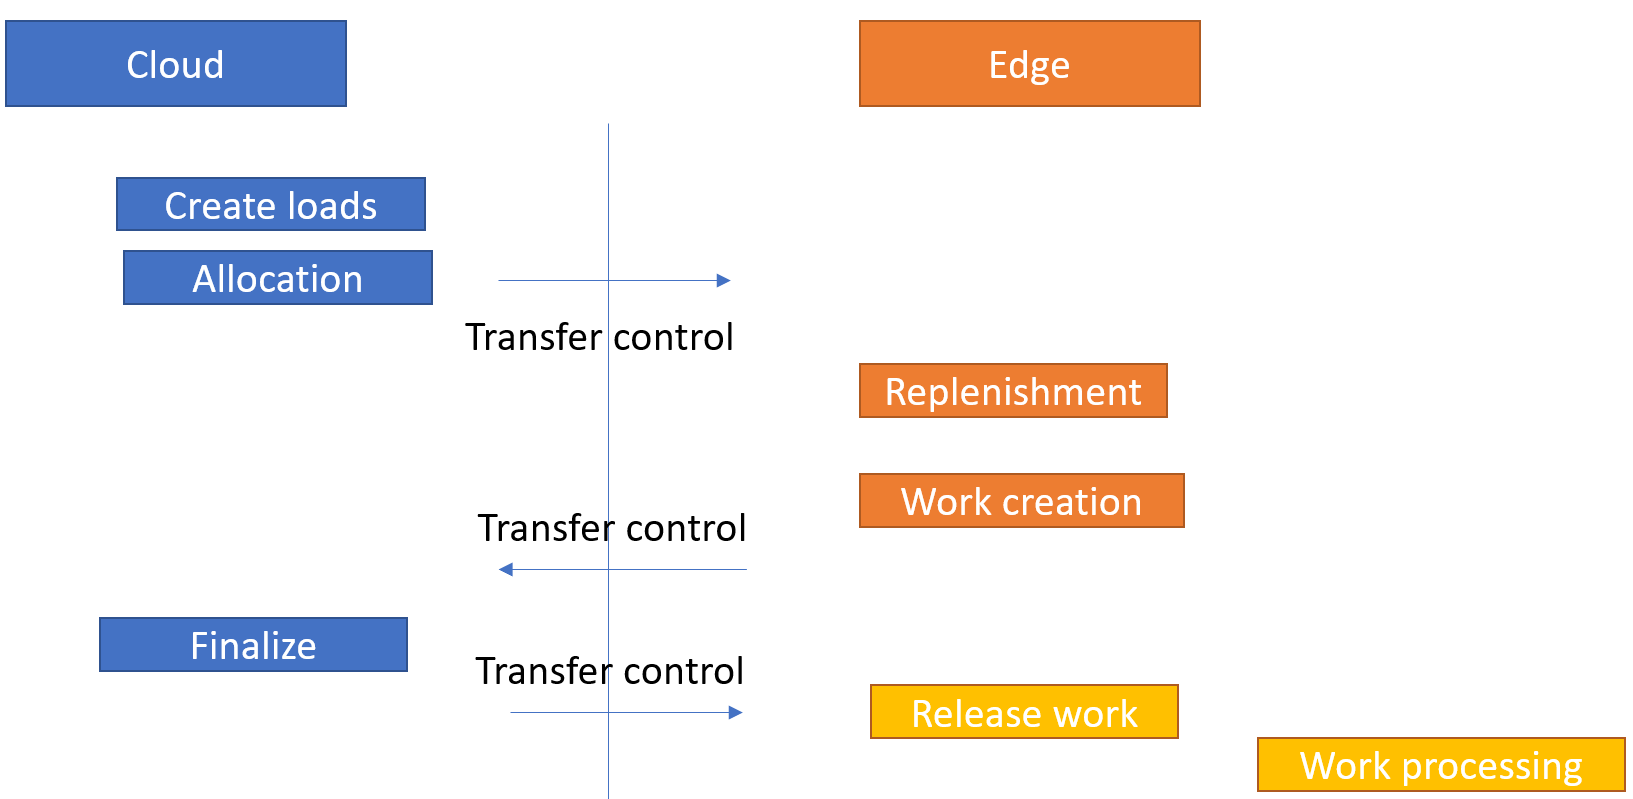 Cloud
Edge
Create loads
Allocation
Transfer control
Replenishment
Work creation
Transfer control
Finalize
Transfer control
Release work
Work processing